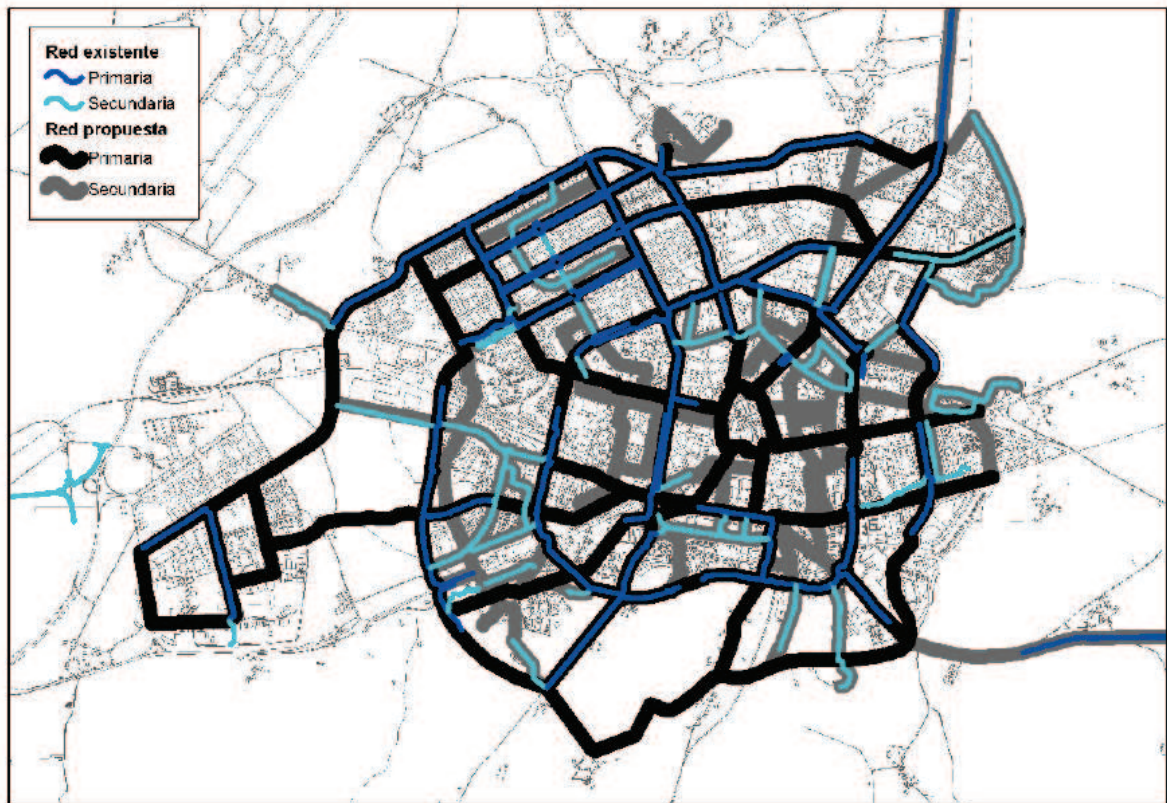 Red existente
Primaria
Secundaria
Red propuesta
Primaria
Secundaria